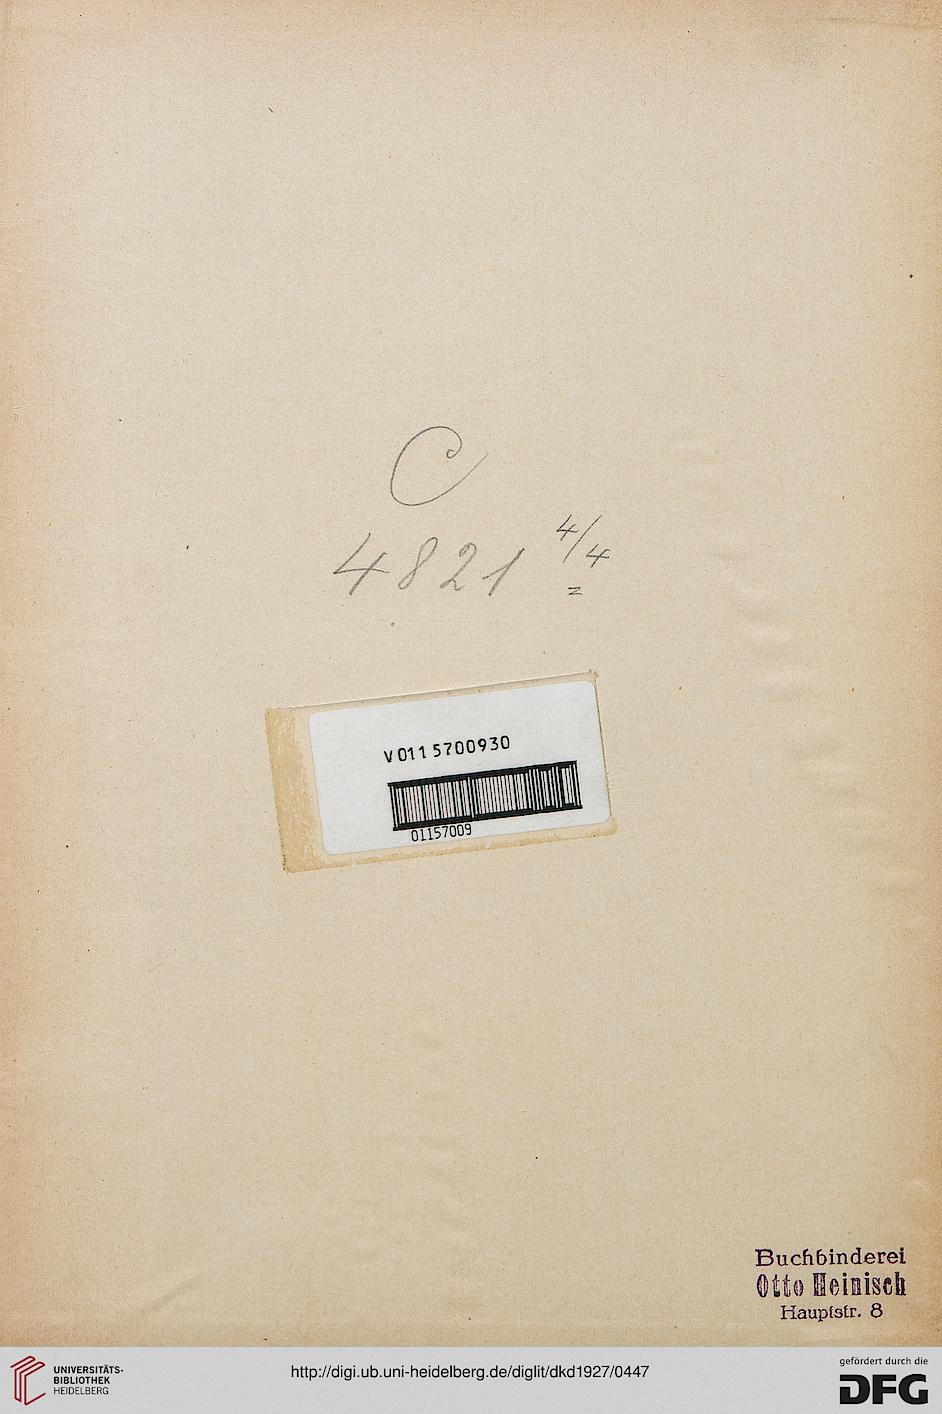 C
4821 4/4
=
V0115700930
01157009
Buchbinderei
Otto Heinisch
Hauptstr. 8
UNIVERSITÄTS-
BIBLIOTHEK
HEIDELBERG
http://digi.ub.uni-heidelberg.de/diglit/dkd1927/0447
gefördert durch die
DFG